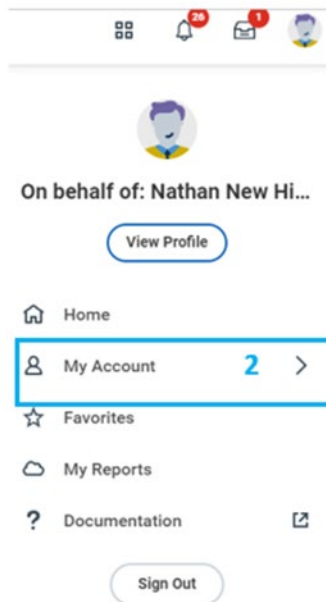 26 1
On behalf of: Nathan New Hi...
View Profile
Home
My Account 2
Favorites
My Reports
? Documentation
Sign Out